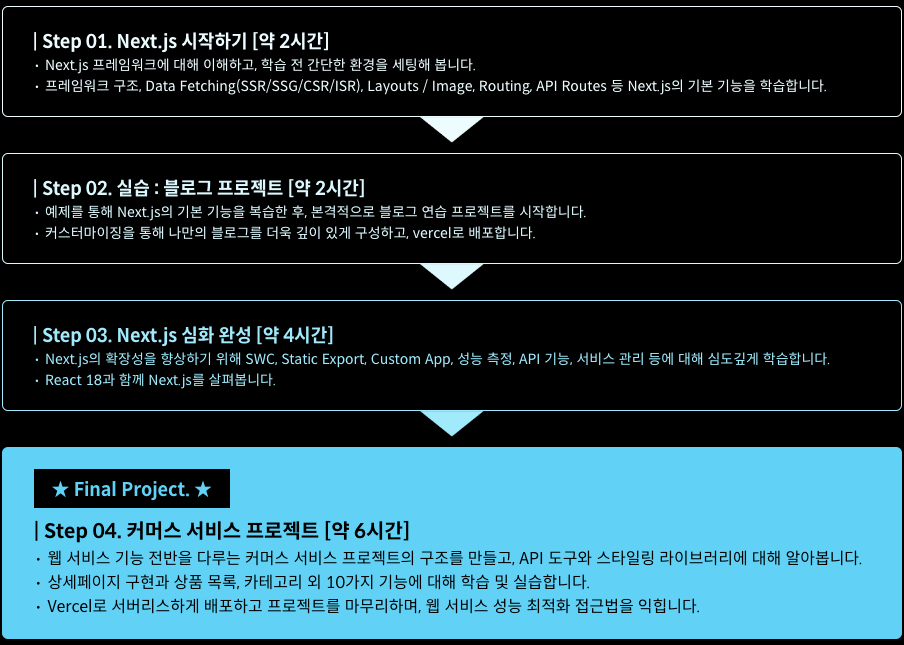 | Step 01. Next.js 시작하기 [약 2시간]
· Next.js 프레임워크에 대해 이해하고, 학습 전 간단한 환경을 세팅해 봅니다.
· 프레임워크 구조, Data Fetching(SSR/SSG/CSR/ISR), Layouts / Image, Routing, API Routes 등 Next.js의 기본 기능을 학습합니다.
| Step 02. 실습 : 블로그 프로젝트 [약 2시간]
· 예제를 통해 Next.js의 기본 기능을 복습한 후, 본격적으로 블로그 연습 프로젝트를 시작합니다.
· 커스터마이징을 통해 나만의 블로그를 더욱 깊이 있게 구성하고, vercel로 배포합니다.
| Step 03. Next.js 심화 완성 [약 4시간]
· Next.js의 확장성을 향상하기 위해 SWC, Static Export, Custom App, 성능 측정, API 기능, 서비스 관리 등에 대해 심도깊게 학습합니다.
· React 18과 함께 Next.js를 살펴봅니다.
★ Final Project. ★
| Step 04. 커머스 서비스 프로젝트 [약 6시간]
· 웹 서비스 기능 전반을 다루는 커머스 서비스 프로젝트의 구조를 만들고, API 도구와 스타일링 라이브러리에 대해 알아봅니다.
· 상세페이지 구현과 상품 목록, 카테고리 외 10가지 기능에 대해 학습 및 실습합니다.
· Vercel로 서버리스하게 배포하고 프로젝트를 마무리하며, 웹 서비스 성능 최적화 접근법을 익힙니다.